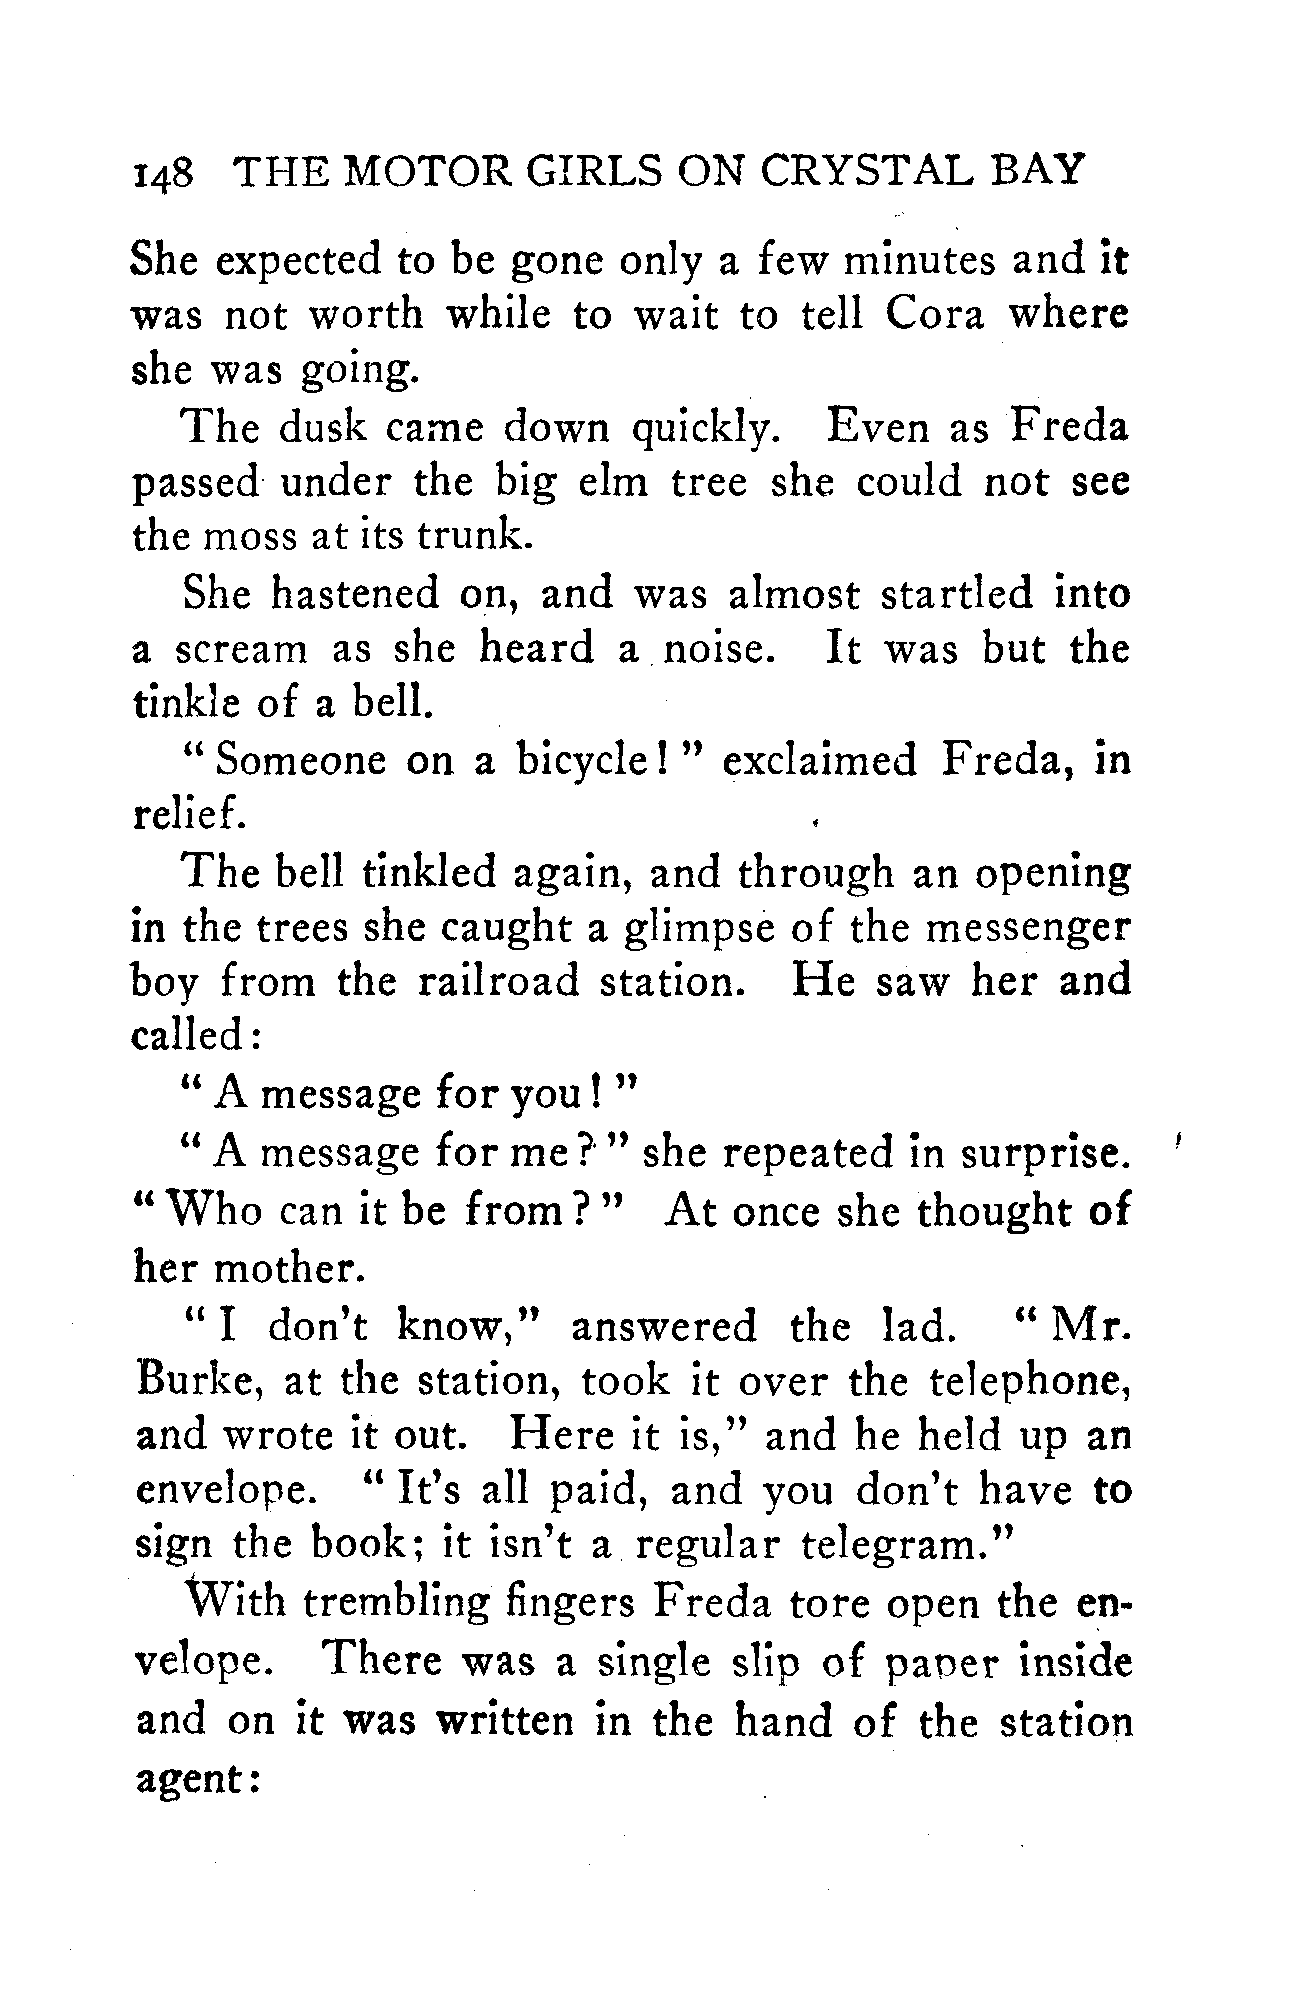 148 THE MOTOR GIRLS ON CRYSTAL BAY
She expected to be gone only a few minutes and it
was not worth while to wait to tell Cora where
she was going.
The dusk came down quickly. Even as Freda
passed under the big elm tree she could not see
the moss at its trunk.
She hastened on, and was almost startled into
a scream as she heard a noise. It was but the
tinkle of a bell.
" Someone on a bicycle! " exclaimed Freda, in
relief.
The bell tinkled again, and through an opening
in the trees she caught a glimpse of the messenger
boy from the railroad station. He saw her and
called:
" A message for you! "
" A message for me? " she repeated in surprise.
" Who can it be from? " At once she thought of
her mother.
" I don't know," answered the lad. " Mr.
Burke, at the station, took it over the telephone,
and wrote it out. Here it is," and he held up an
envelope. " It's all paid, and you don't have to
sign the book; it isn't a regular telegram."
With trembling fingers Freda tore open the en-
velope. There was a single slip of paper inside
and on it was written in the hand of the station
agent: